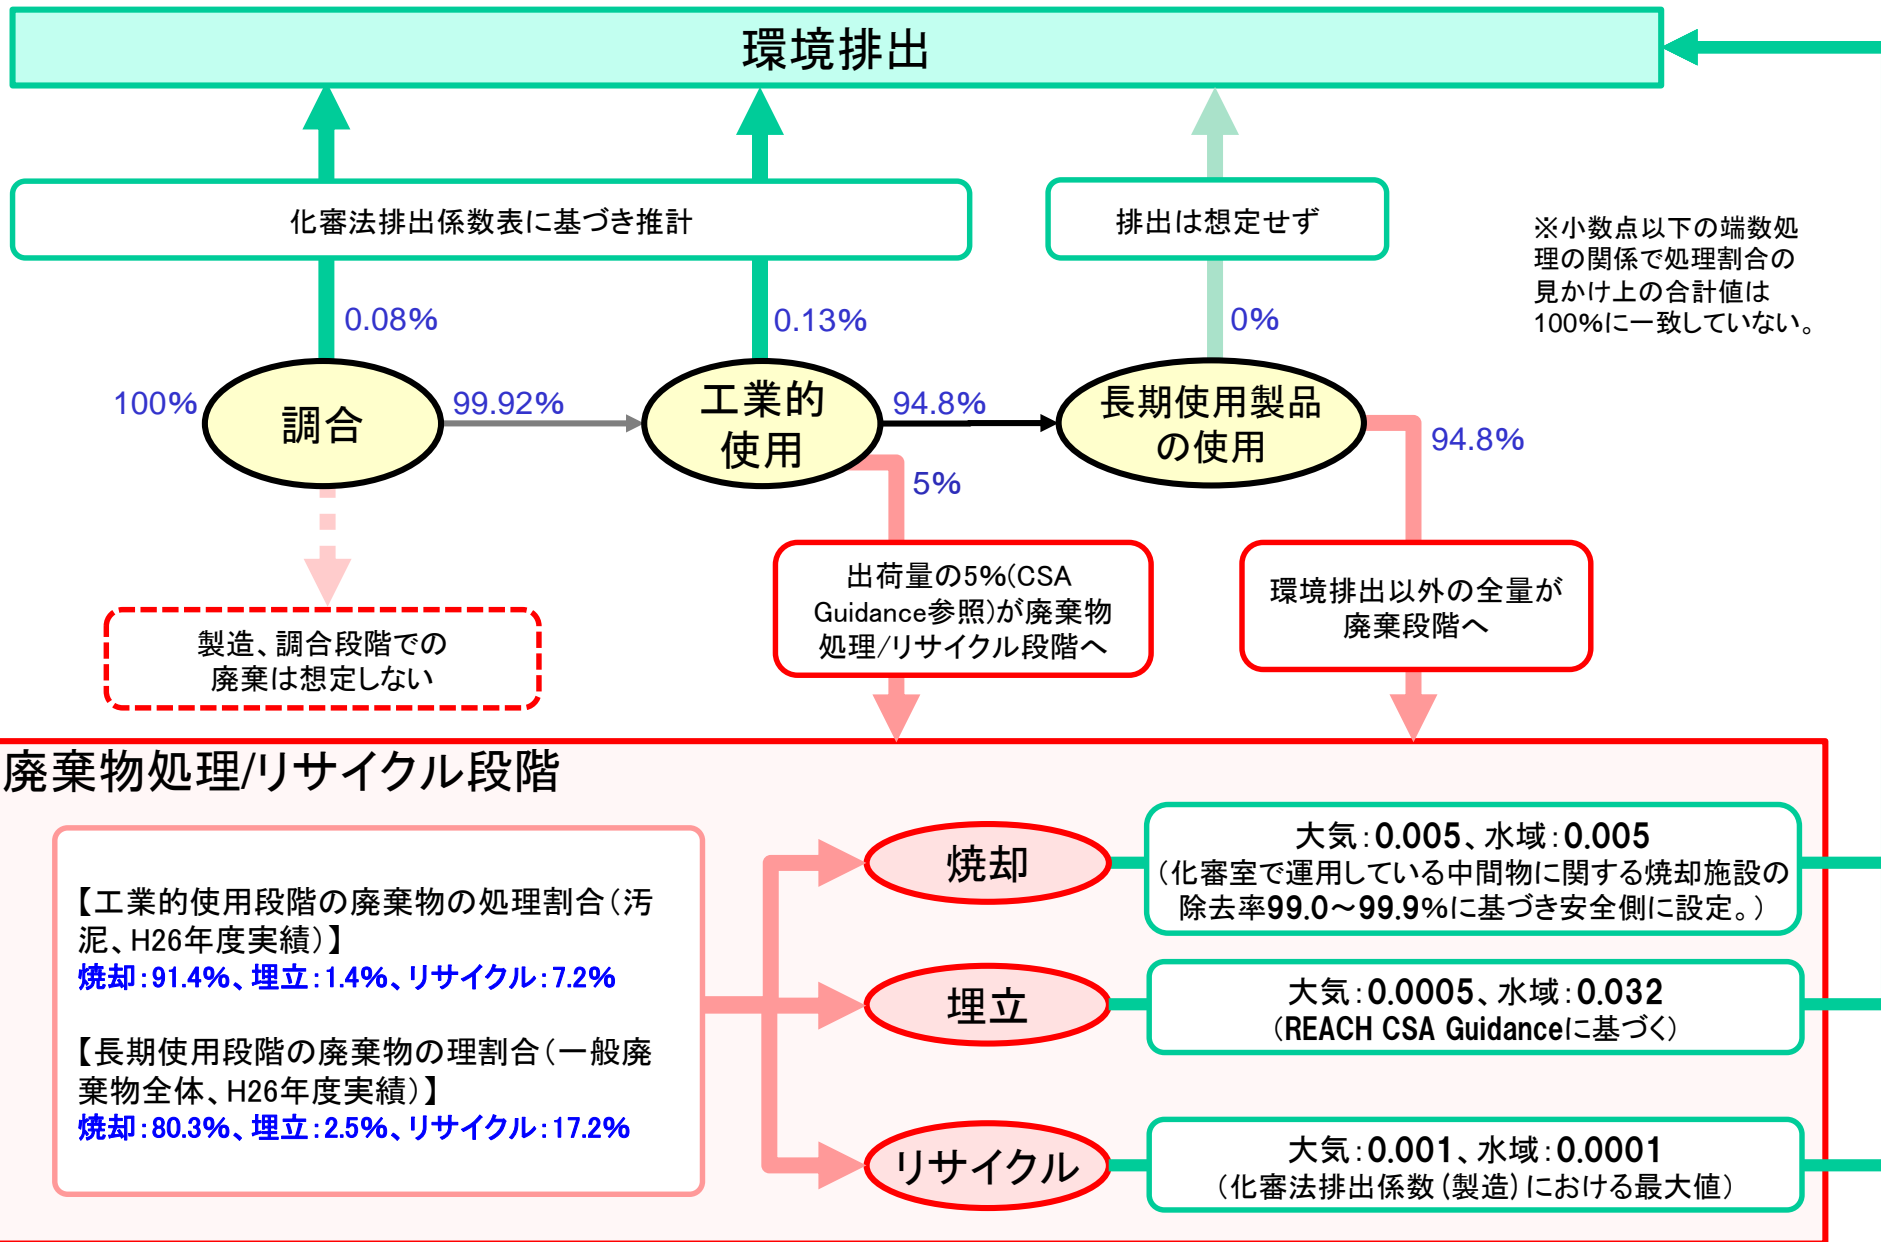 環境排出
化審法排出係数表に基づき推計
排出は想定せず
※小数点以下の端数処
理の関係で処理割合の
見かけ上の合計値は
100%に一致していない。
0.08%
0.13%
0%
100%
調合
99.92%
工業的
使用
94.8%
長期使用製品
の使用
94.8%
5%
製造、調合段階での
廃棄は想定しない
出荷量の5%(CSA
Guidance参照)が廃棄物
処理/リサイクル段階へ
環境排出以外の全量が
廃棄段階へ
廃棄物処理/リサイクル段階
【工業的使用段階の廃棄物の処理割合(汚
泥、H26年度実績)】
焼却:91.4%、埋立:1.4%、リサイクル:7.2%
【長期使用段階の廃棄物の理割合(一般廃
棄物全体、H26年度実績)】
焼却:80.3%、埋立:2.5%、リサイクル:17.2%
焼却
大気:0.005、水域:0.005
(化審室で運用している中間物に関する焼却施設の
除去率99.0～99.9%に基づき安全側に設定。)
埋立
大気:0.0005、水域:0.032
(REACH CSA Guidanceに基づく)
リサイクル
大気:0.001、水域:0.0001
(化審法排出係数(製造)における最大値)